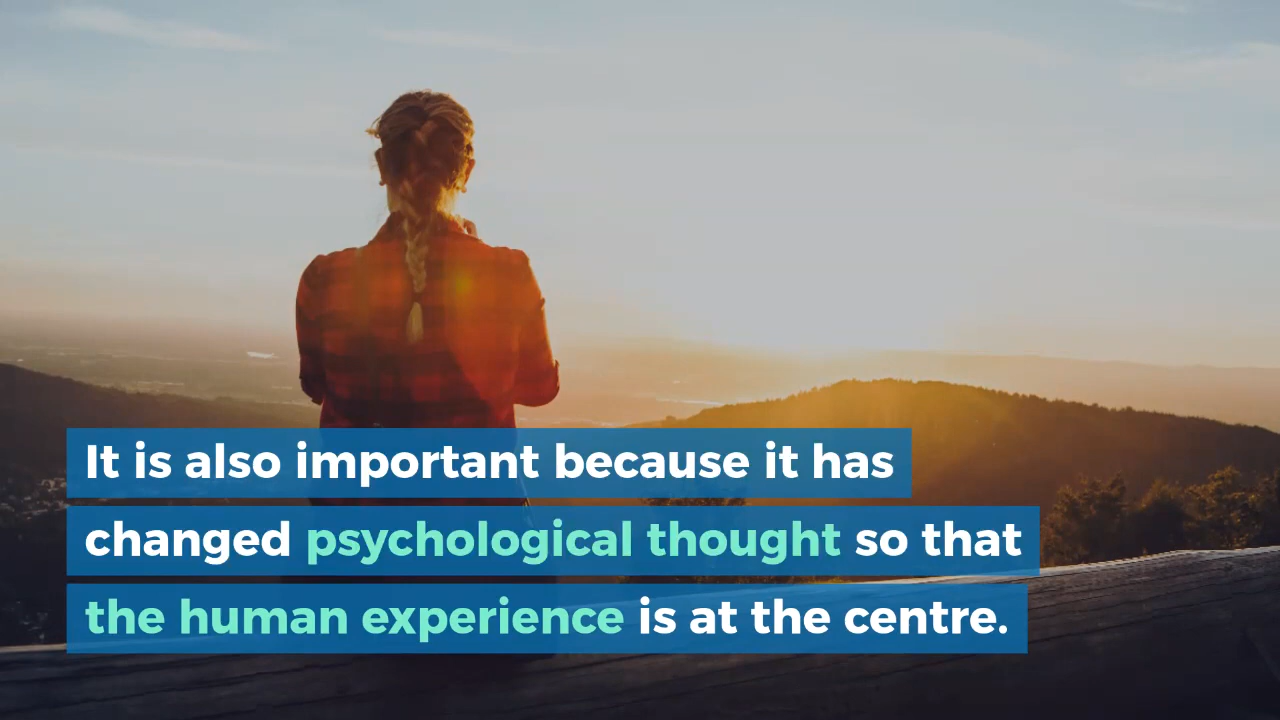 It is also important because it has
changed psychological thought so that
the human experience is at the centre.